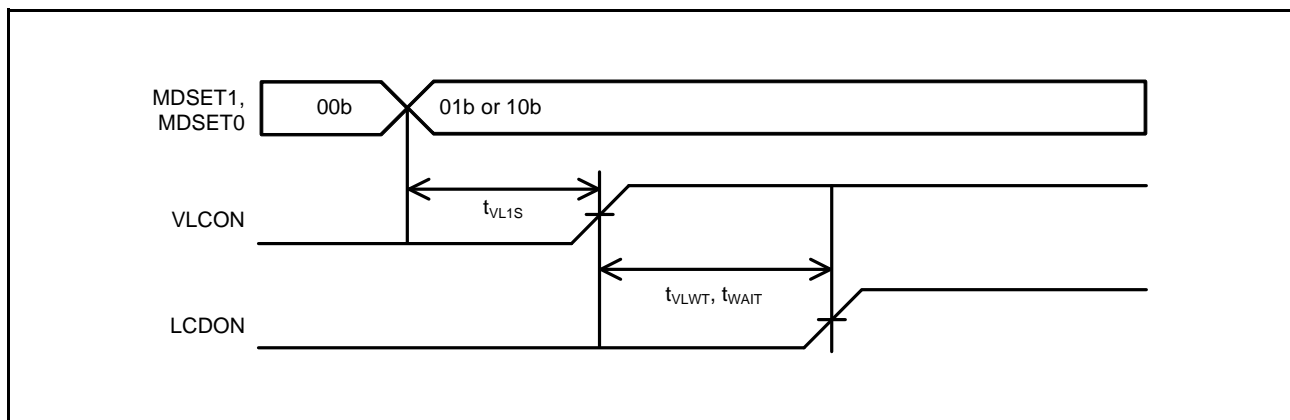 MDSET1,
MDSET0
00b
01b or 10b
tVL1S
VLCON
tVLWT, tWAIT
LCDON